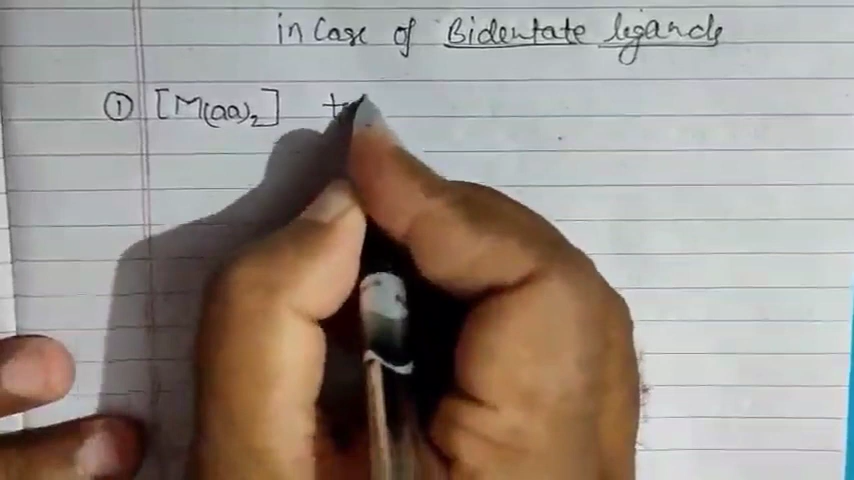 in Case of Bidentate ligands
① [M(aa)₂]